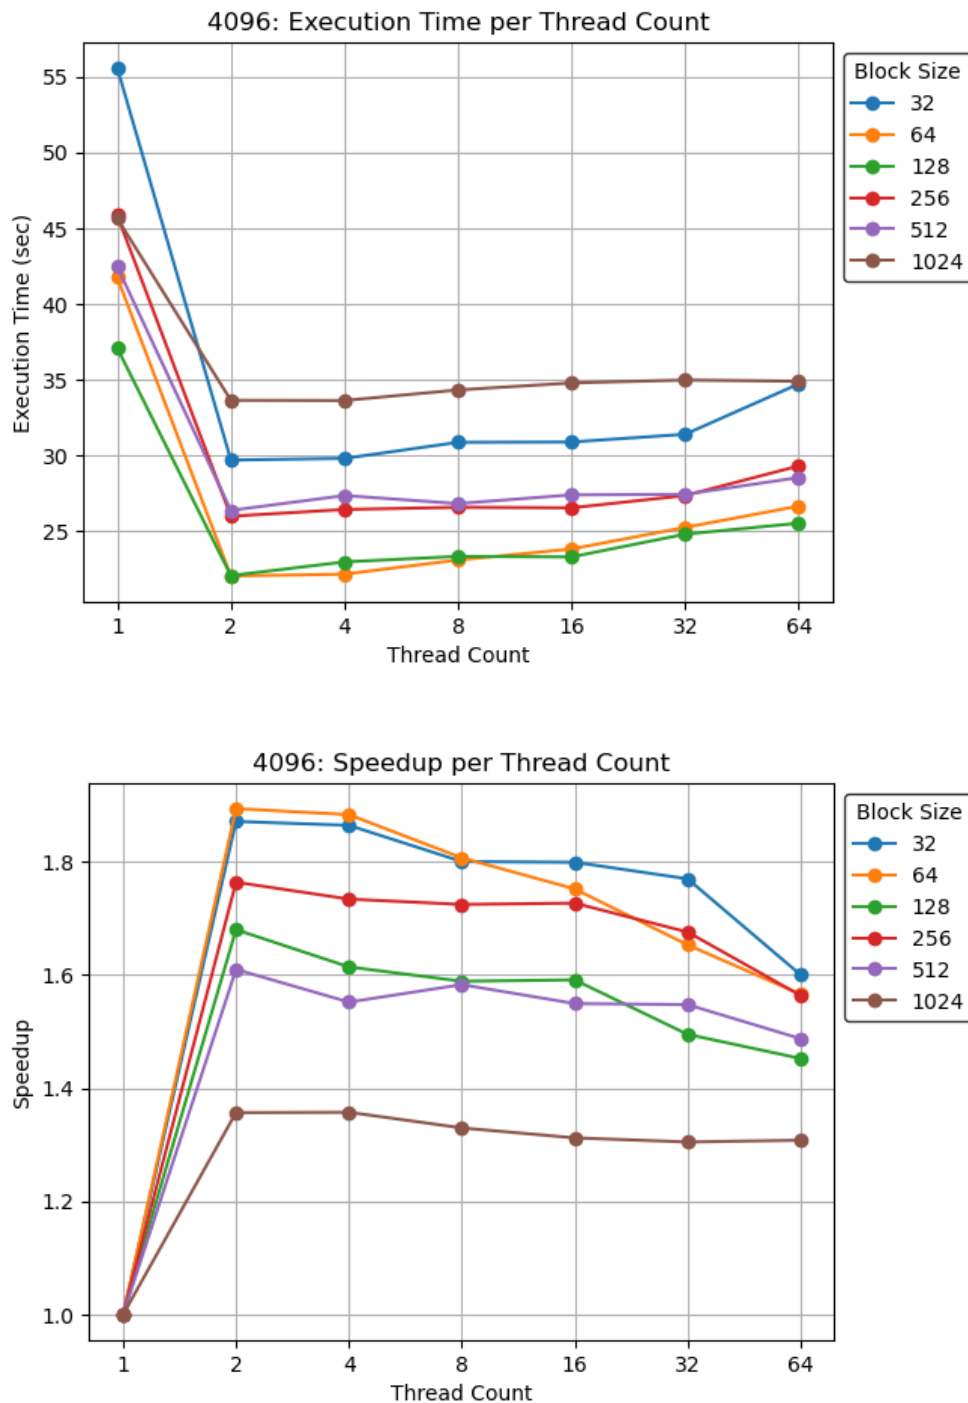 4096: Execution Time per Thread Count
Execution Time (sec)
55
50
45
40
35
30
25
1 2 4 8 16 32 64
Thread Count
Block Size
32
64
128
256
512
1024
4096: Speedup per Thread Count
Speedup
1.8
1.6
1.4
1.2
1.0
1 2 4 8 16 32 64
Thread Count
Block Size
32
64
128
256
512
1024